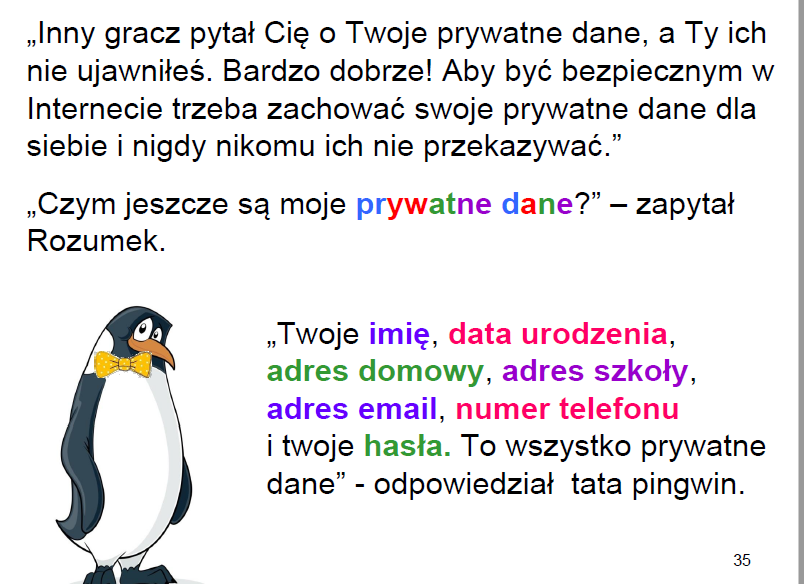 „Inny gracz pytał Cię o Twoje prywatne dane, a Ty ich
nie ujawniłeś. Bardzo dobrze! Aby być bezpiecznym w
Internecie trzeba zachować swoje prywatne dane dla
siebie i nigdy nikomu ich nie przekazywać.”
„Czym jeszcze są moje prywatne dane?” – zapytał
Rozumek.
„Twoje imię, data urodzenia,
adres domowy, adres szkoły,
adres email, numer telefonu
i twoje hasła. To wszystko prywatne
dane” - odpowiedział  tata pingwin.
35